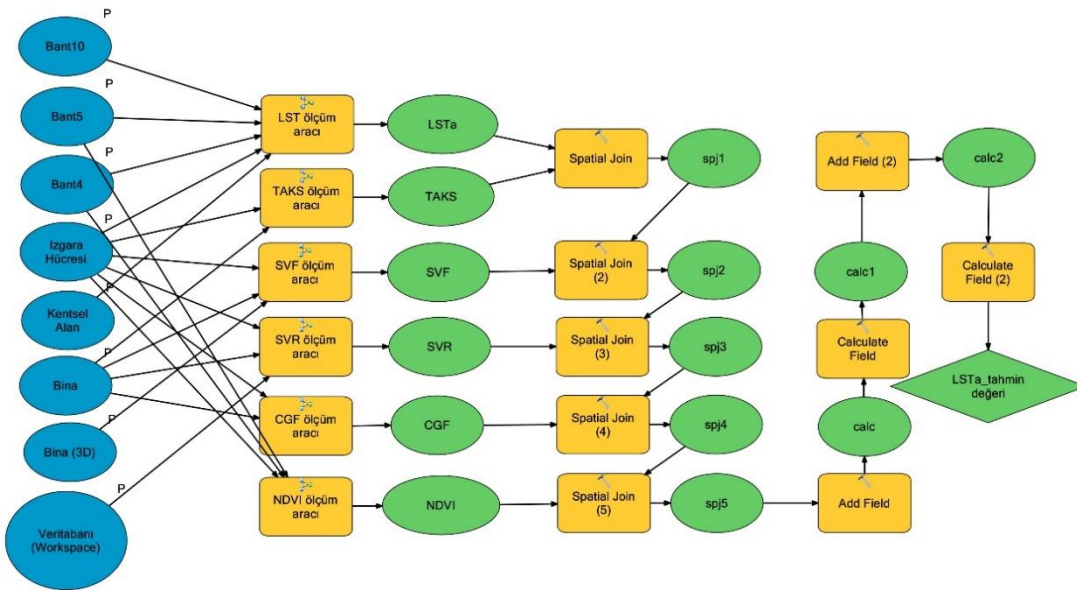 P
Bant10
P
Bant5
P
Bant4
P
Izgara
Hücresi
P
Kentsel
Alan
P
Bina
P
Bina (3D)
P
Veritabanı
(Workspace)
LST ölçüm
aracı
TAKS ölçüm
aracı
SVF ölçüm
aracı
SVR ölçüm
aracı
CGF ölçüm
aracı
NDVI ölçüm
aracı
LSTa
TAKS
SVF
SVR
CGF
NDVI
Spatial Join
Spatial Join
(2)
Spatial Join
(3)
Spatial Join
(4)
Spatial Join
(5)
spj1
spj2
spj3
spj4
spj5
Add Field (2)
calc1
Calculate
Field
calc
Add Field
calc2
Calculate
Field (2)
LSTa_tahmin
değeri